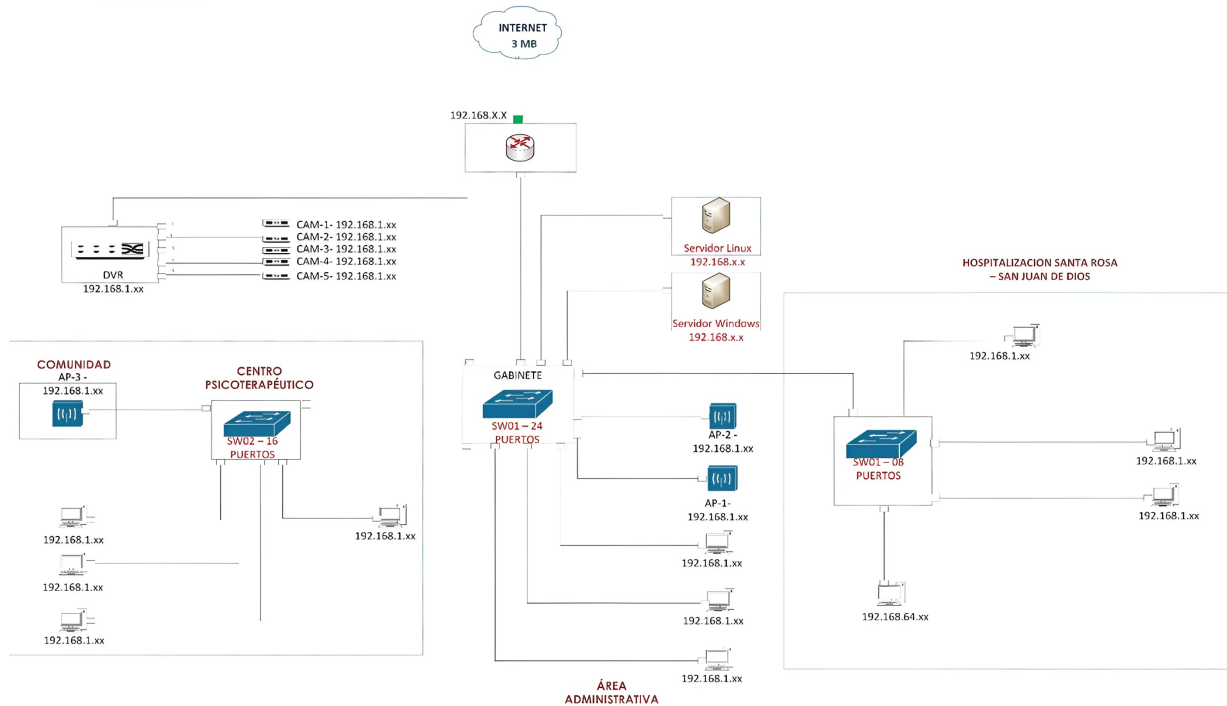 INTERNET
3 MB
192.168.X.X
CAM-1- 192.168.1.xx
CAM-2- 192.168.1.xx
CAM-3- 192.168.1.xx
CAM-4- 192.168.1.xx
CAM-5- 192.168.1.xx
DVR
192.168.1.xx
Servidor Linux
192.168.x.x
Servidor Windows
192.168.x.x
HOSPITALIZACION SANTA ROSA
– SAN JUAN DE DIOS
192.168.1.xx
192.168.1.xx
192.168.1.xx
SW01 – 08
PUERTOS
192.168.64.xx
COMUNIDAD
AP-3 -
192.168.1.xx
CENTRO
PSICOTERAPÉUTICO
SW02 – 16
PUERTOS
192.168.1.xx
192.168.1.xx
192.168.1.xx
192.168.1.xx
GABINETE
SW01 – 24
PUERTOS
AP-2 -
192.168.1.xx
AP-1-
192.168.1.xx
192.168.1.xx
192.168.1.xx
192.168.1.xx
ÁREA
ADMINISTRATIVA